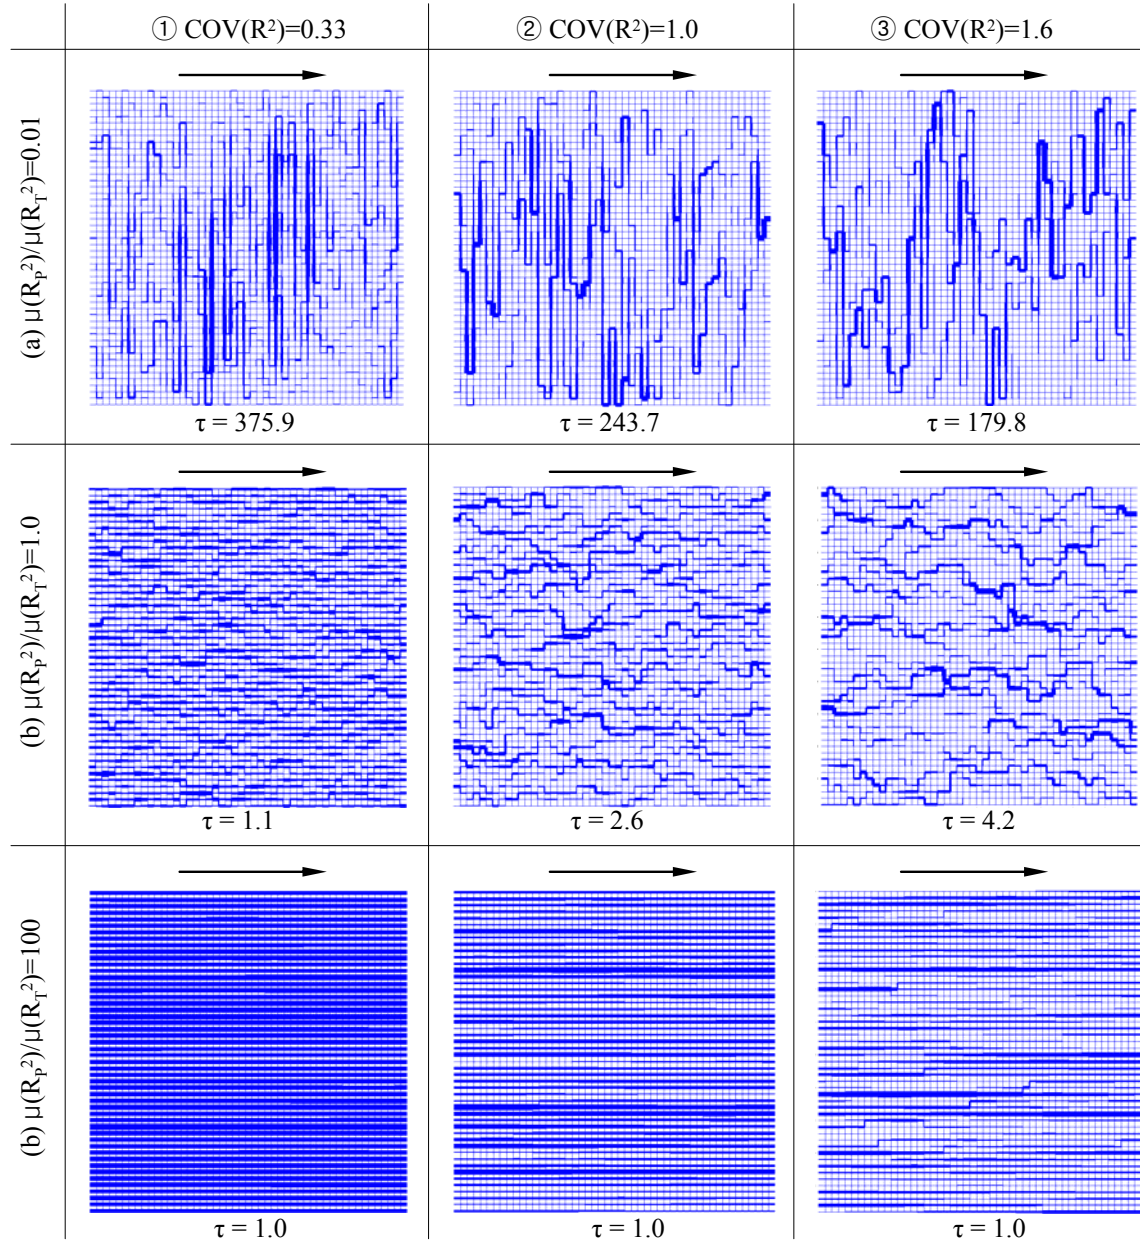 ① COV(R²)=0.33
② COV(R²)=1.0
③ COV(R²)=1.6
(a) μ(R_P²)/μ(R_T²)=0.01
τ = 375.9
τ = 243.7
τ = 179.8
(b) μ(R_P²)/μ(R_T²)=1.0
τ = 1.1
τ = 2.6
τ = 4.2
(b) μ(R_P²)/μ(R_T²)=100
τ = 1.0
τ = 1.0
τ = 1.0